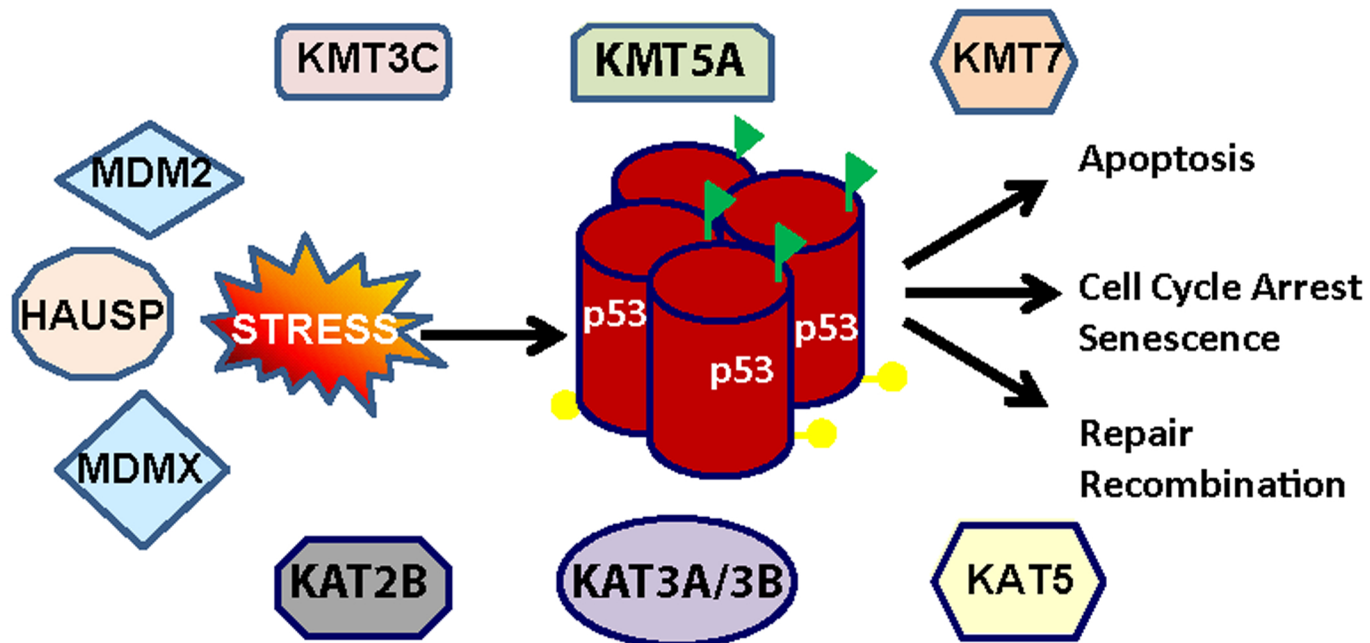 KMT3C
KMT5A
KMT7
MDM2
Apoptosis
HAUSP
STRESS
p53
p53
p53
Cell Cycle Arrest
Senescence
MDMX
Repair
Recombination
KAT2B
KAT3A/3B
KAT5